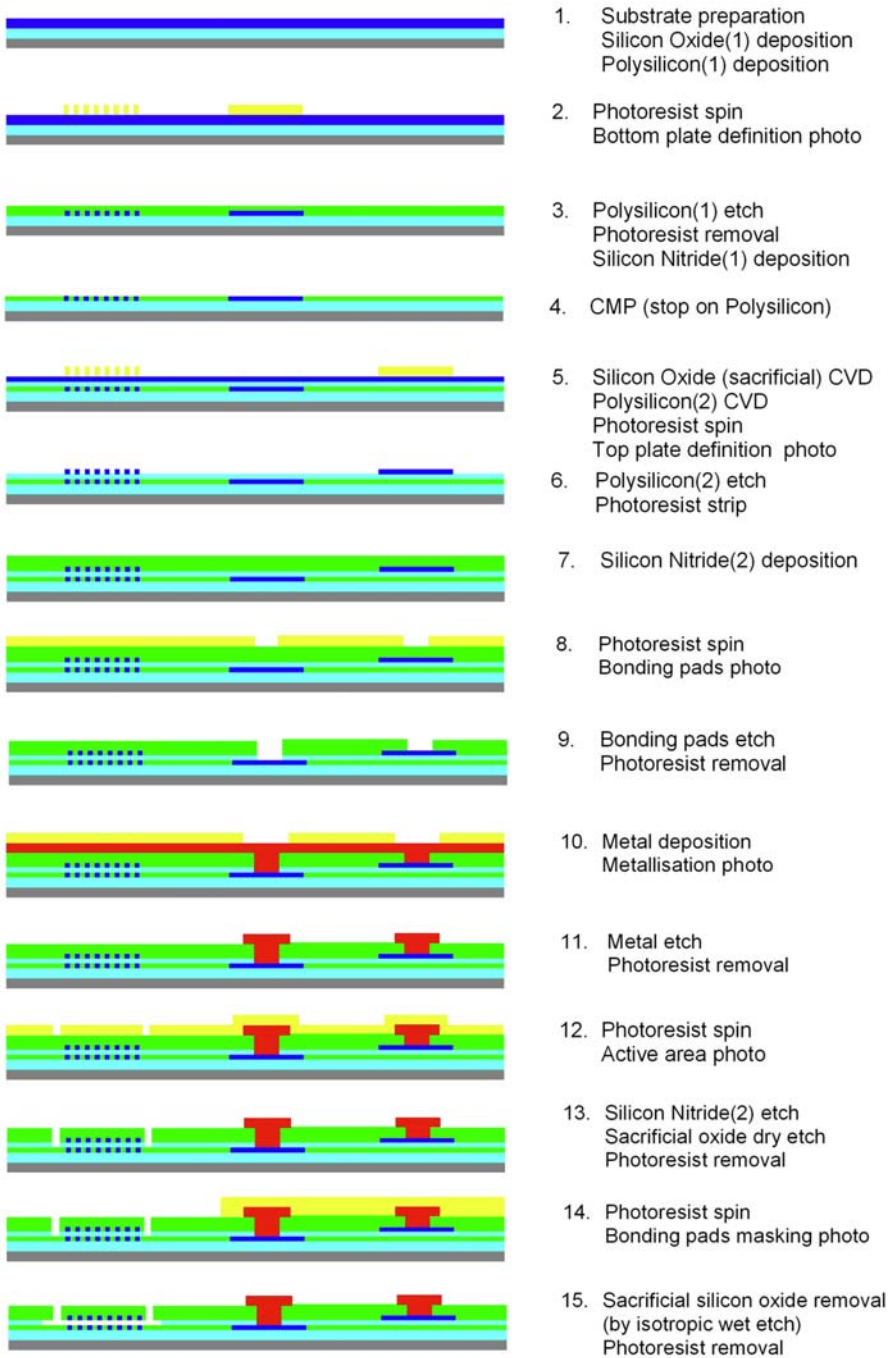 1. Substrate preparation
Silicon Oxide(1) deposition
Polysilicon(1) deposition
2. Photoresist spin
Bottom plate definition photo
3. Polysilicon(1) etch
Photoresist removal
Silicon Nitride(1) deposition
4. CMP (stop on Polysilicon)
5. Silicon Oxide (sacrificial) CVD
Polysilicon(2) CVD
Photoresist spin
Top plate definition photo
6. Polysilicon(2) etch
Photoresist strip
7. Silicon Nitride(2) deposition
8. Photoresist spin
Bonding pads photo
9. Bonding pads etch
Photoresist removal
10. Metal deposition
Metallisation photo
11. Metal etch
Photoresist removal
12. Photoresist spin
Active area photo
13. Silicon Nitride(2) etch
Sacrificial oxide dry etch
Photoresist removal
14. Photoresist spin
Bonding pads masking photo
15. Sacrificial silicon oxide removal
(by isotropic wet etch)
Photoresist removal